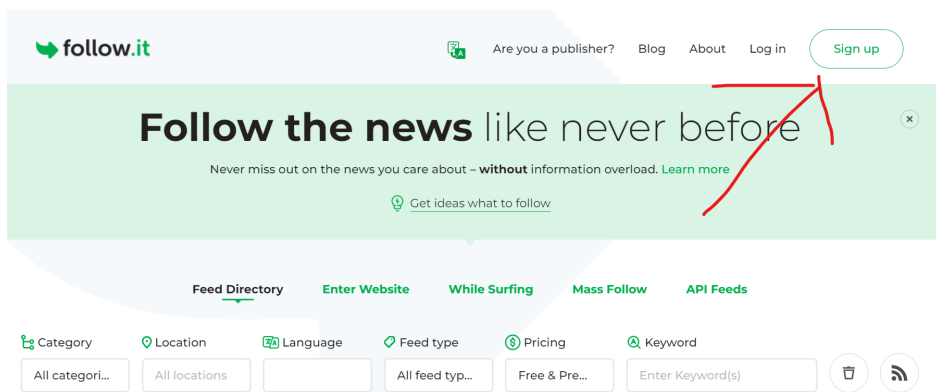 follow.it
Are you a publisher? Blog About Log in Sign up
Follow the news like never before
Never miss out on the news you care about – without information overload. Learn more
Get ideas what to follow
Feed Directory Enter Website While Surfing Mass Follow API Feeds
Category Location Language Feed type Pricing Keyword
All categori... All locations All feed typ... Free & Pre... Enter Keyword(s)